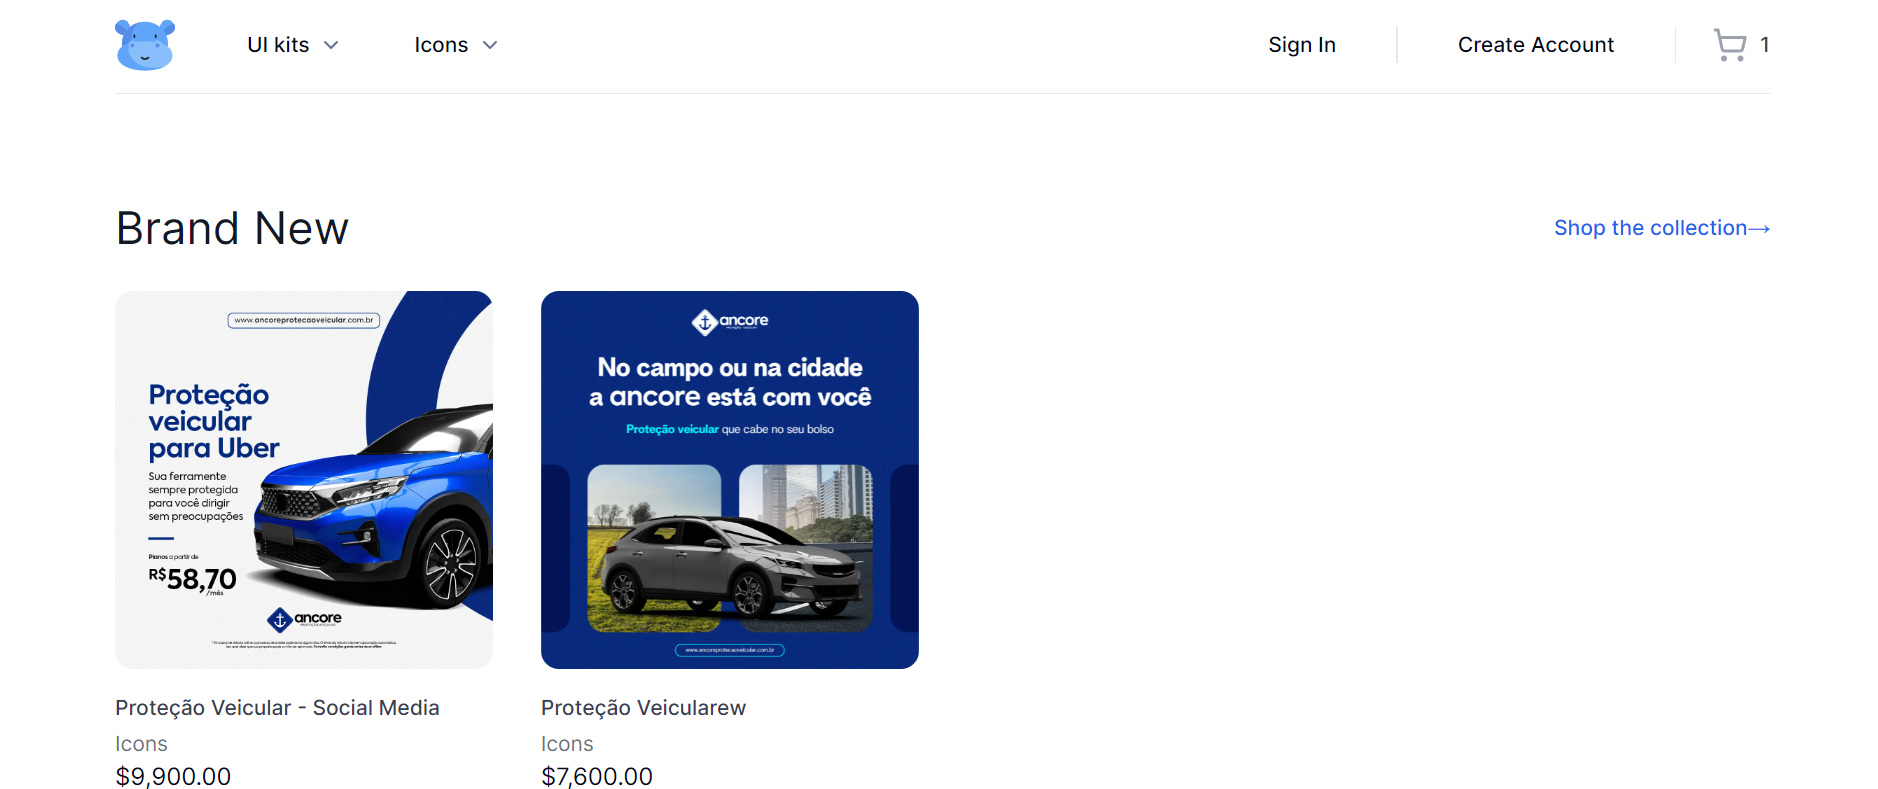 UI kits
Icons
Sign In
Create Account
1
Brand New
Shop the collection→
www.ancoreprotecaoveicular.com.br
Proteção
veicular
para Uber
Sua ferramente
sempre protegida
para você dirigir
sem preocupações
Planos a partir de
R$58,70
/mês
ancore
ancore
No campo ou na cidade
a ancore está com você
Proteção veicular que cabe no seu bolso
www.ancoreprotecaoveicular.com.br
Proteção Veicular - Social Media
Icons
$9,900.00
Proteção Veicularew
Icons
$7,600.00